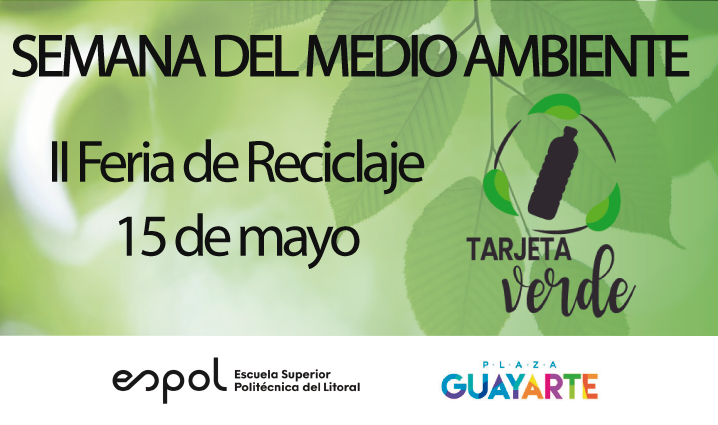 SEMANA DEL MEDIO AMBIENTE
II Feria de Reciclaje
15 de mayo
TARJETA
verde
espol
Escuela Superior
Politécnica del Litoral
PLAZA
GUAYARTE